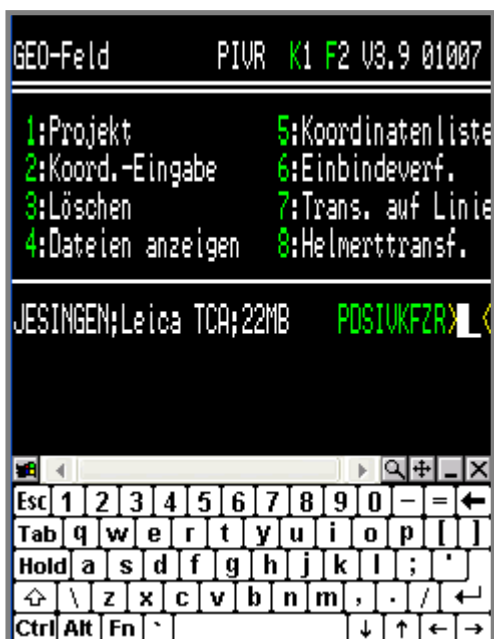 GEO-Feld PIVR K1 F2 V3.9 01007
1:Projekt 5:Koordinatenliste
2:Koord.-Eingabe 6:Einbindeverf.
3:Löschen 7:Trans. auf Linie
4:Dateien anzeigen 8:Helmerttransf.
JESINGEN;Leica TCA;22MB PDSIVKFZR>_<
Esc 1 2 3 4 5 6 7 8 9 0 - = ←
Tab q w e r t y u i o p [ ]
Hold a s d f g h j k l ; '
⇧ \ z x c v b n m , . / ↵
Ctrl Alt Fn ` ↓ ↑ ← →